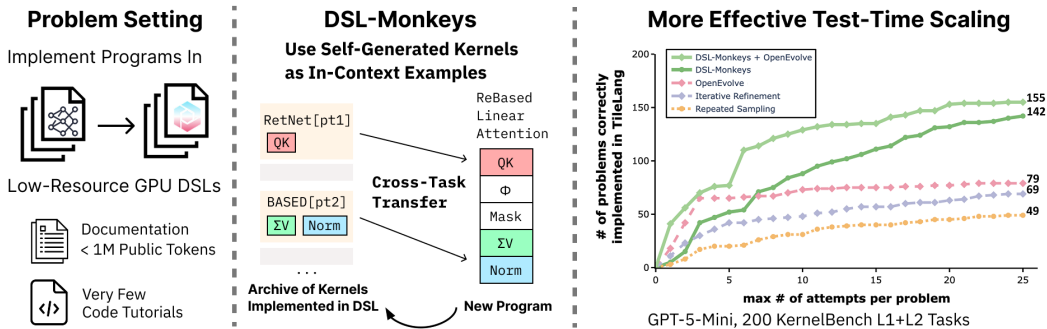 Problem Setting
Implement Programs In
Low-Resource GPU DSLs
Documentation
< 1M Public Tokens
Very Few
Code Tutorials
DSL-Monkeys
Use Self-Generated Kernels
as In-Context Examples
RetNet[pt1]
QK
BASED[pt2]
ΣV
Norm
...
Archive of Kernels
Implemented in DSL
Cross-Task
Transfer
ReBased
Linear
Attention
QK
Φ
Mask
ΣV
Norm
New Program
More Effective Test-Time Scaling
# of problems correctly
implemented in TileLang
200
150
100
50
0
DSL-Monkeys + OpenEvolve
DSL-Monkeys
OpenEvolve
Iterative Refinement
Repeated Sampling
155
142
79
69
49
0
5
10
15
20
25
max # of attempts per problem
GPT-5-Mini, 200 KernelBench L1+L2 Tasks